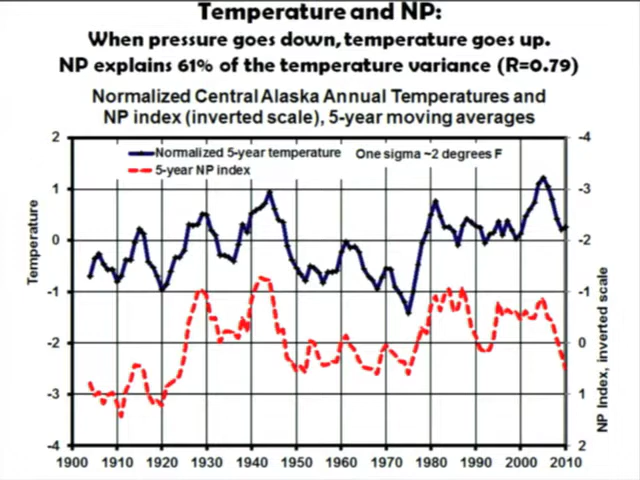 Temperature and NP:
When pressure goes down, temperature goes up.
NP explains 61% of the temperature variance (R=0.79)
Normalized Central Alaska Annual Temperatures and
NP index (inverted scale), 5-year moving averages
Normalized 5-year temperature One sigma ~2 degrees F
5-year NP index
Temperature
2
1
0
-1
-2
-3
-4
-4
-3
-2
-1
0
1
2
NP Index, inverted scale
1900 1910 1920 1930 1940 1950 1960 1970 1980 1990 2000 2010